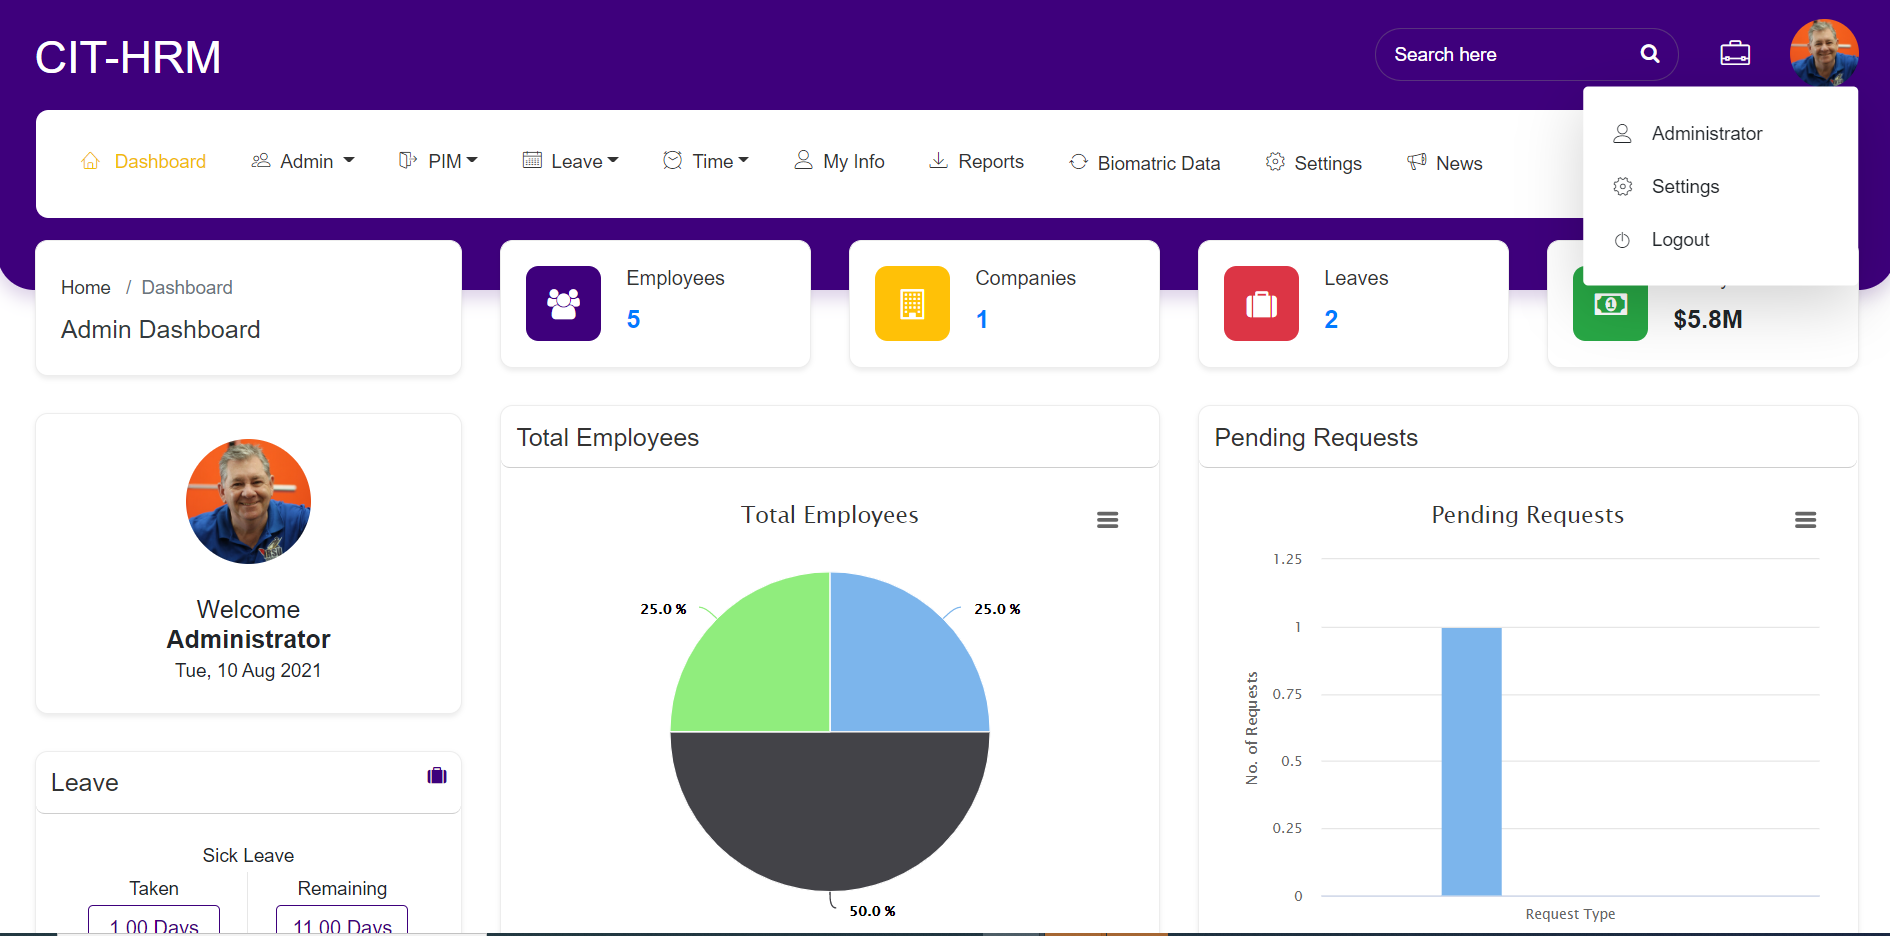 CIT-HRM
Search here
Administrator
Settings
Logout
Dashboard
Admin
PIM
Leave
Time
My Info
Reports
Biomatric Data
Settings
News
Home / Dashboard
Admin Dashboard
Employees
5
Companies
1
Leaves
2
$5.8M
Welcome
Administrator
Tue, 10 Aug 2021
Leave
Sick Leave
Taken Remaining
1.00 Days 11.00 Days
Total Employees
Total Employees
25.0 %
25.0 %
50.0 %
Pending Requests
Pending Requests
1.25
1
0.75
0.5
0.25
0
No. of Requests
Request Type